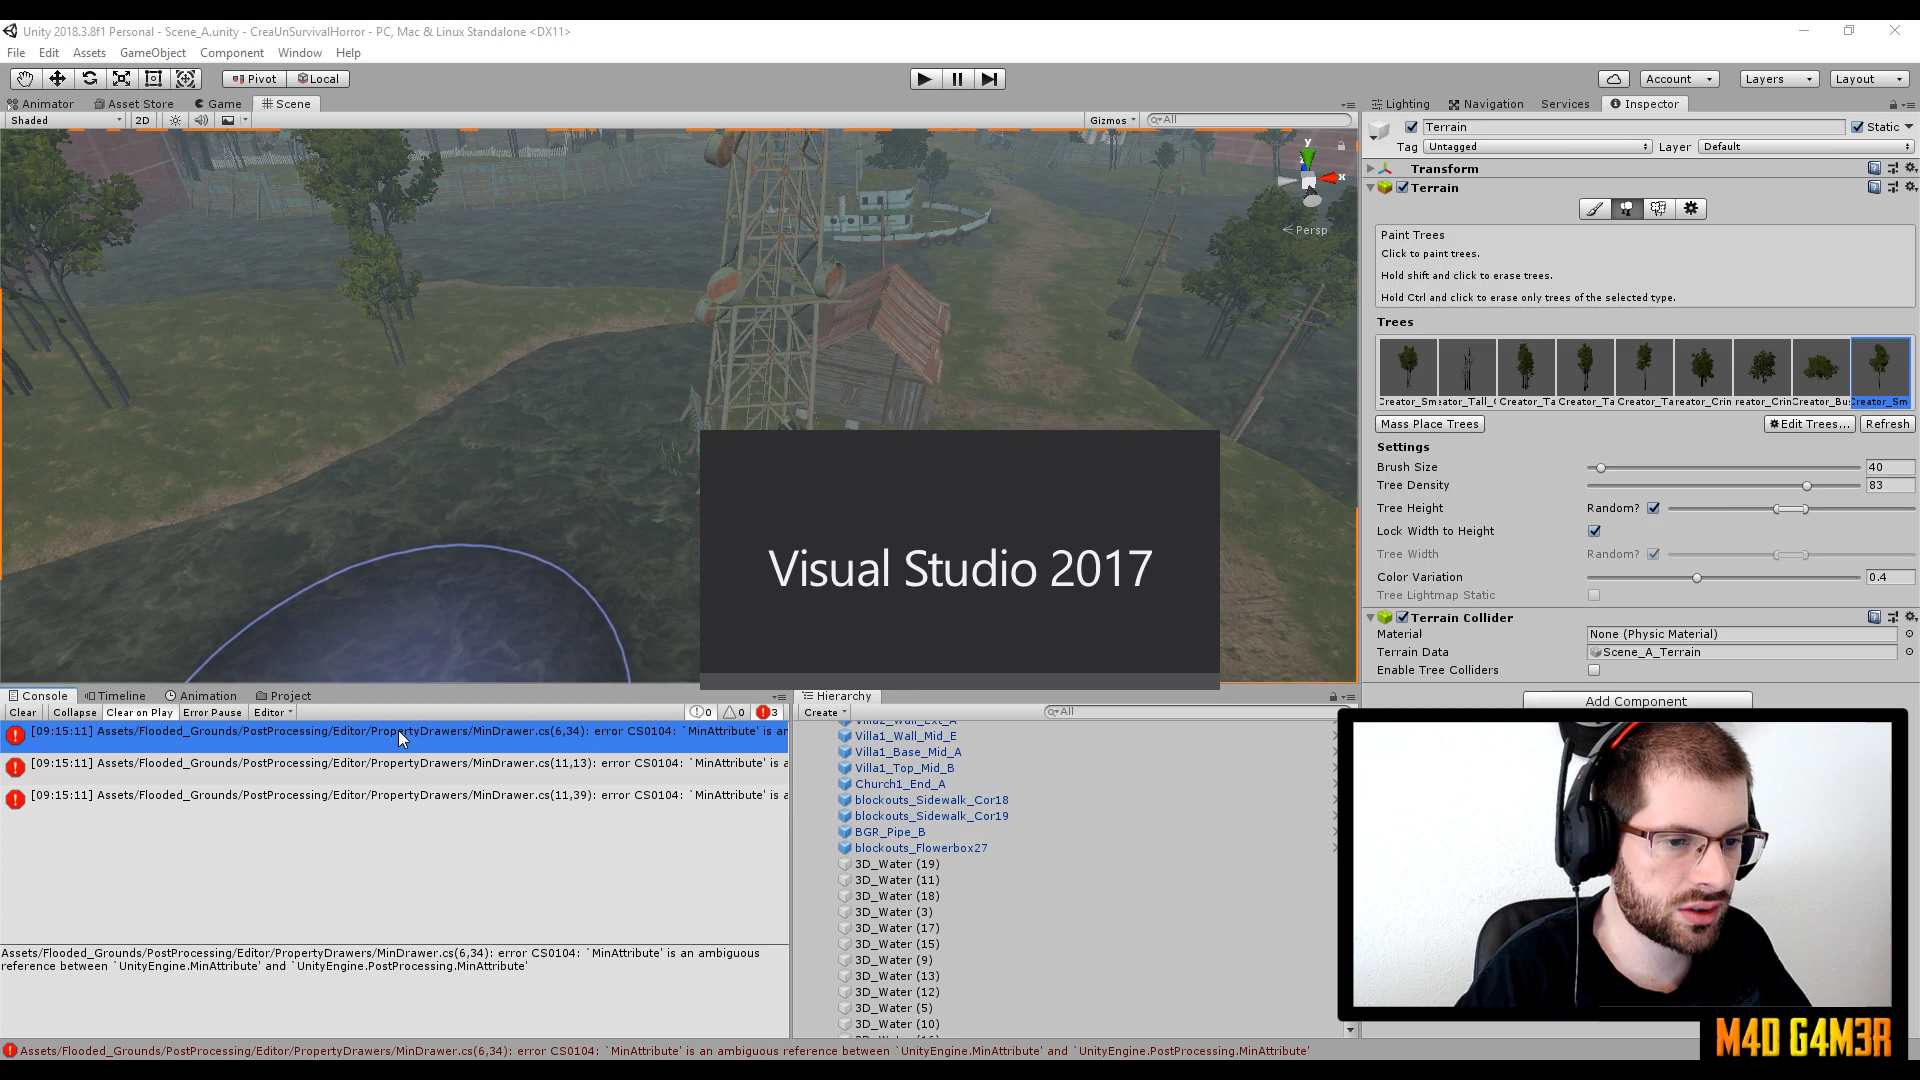 Unity 2018.3.8f1 Personal - Scene_A.unity - CreaUnSurvivalHorror - PC, Mac & Linux Standalone <DX11>
File Edit Assets GameObject Component Window Help
Pivot Local
Account Layers Layout
Animator Asset Store Game Scene
Shaded 2D Gizmos All
y
x
Persp
Lighting Navigation Services Inspector
Terrain Static
Tag Untagged Layer Default
Transform
Terrain
Paint Trees
Click to paint trees.
Hold shift and click to erase trees.
Hold Ctrl and click to erase only trees of the selected type.
Trees
Creator_Sm eator_Tall_ Creator_Ta Creator_Ta Creator_Ta reator_Crin reator_Crin Creator_Bu Creator_Sm
Mass Place Trees Edit Trees... Refresh
Settings
Brush Size 40
Tree Density 83
Tree Height Random?
Lock Width to Height
Tree Width Random?
Color Variation 0.4
Tree Lightmap Static
Terrain Collider
Material None (Physic Material)
Terrain Data Scene_A_Terrain
Enable Tree Colliders
Add Component
Visual Studio 2017
Console Timeline Animation Project
Clear Collapse Clear on Play Error Pause Editor 0 0 3
[09:15:11] Assets/Flooded_Grounds/PostProcessing/Editor/PropertyDrawers/MinDrawer.cs(6,34): error CS0104: `MinAttribute' is an
[09:15:11] Assets/Flooded_Grounds/PostProcessing/Editor/PropertyDrawers/MinDrawer.cs(11,13): error CS0104: `MinAttribute' is a
[09:15:11] Assets/Flooded_Grounds/PostProcessing/Editor/PropertyDrawers/MinDrawer.cs(11,39): error CS0104: `MinAttribute' is a
Assets/Flooded_Grounds/PostProcessing/Editor/PropertyDrawers/MinDrawer.cs(6,34): error CS0104: `MinAttribute' is an ambiguous
reference between `UnityEngine.MinAttribute' and `UnityEngine.PostProcessing.MinAttribute'
Hierarchy
Create All
Villa2_Wall_Ext_A
Villa1_Wall_Mid_E
Villa1_Base_Mid_A
Villa1_Top_Mid_B
Church1_End_A
blockouts_Sidewalk_Cor18
blockouts_Sidewalk_Cor19
BGR_Pipe_B
blockouts_Flowerbox27
3D_Water (19)
3D_Water (11)
3D_Water (18)
3D_Water (3)
3D_Water (17)
3D_Water (15)
3D_Water (9)
3D_Water (13)
3D_Water (12)
3D_Water (5)
3D_Water (10)
M4D G4M3R
Assets/Flooded_Grounds/PostProcessing/Editor/PropertyDrawers/MinDrawer.cs(6,34): error CS0104: `MinAttribute' is an ambiguous reference between `UnityEngine.MinAttribute' and `UnityEngine.PostProcessing.MinAttribute'